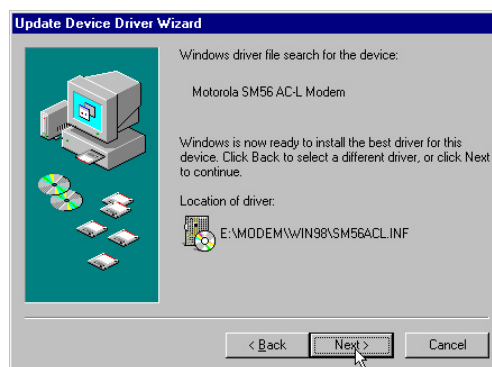 Update Device Driver Wizard
Windows driver file search for the device:
Motorola SM56 AC-L Modem
Windows is now ready to install the best driver for this
device. Click Back to select a different driver, or click Next
to continue.
Location of driver:
E:\MODEM\WIN98\SM56ACL.INF
< Back
Next >
Cancel